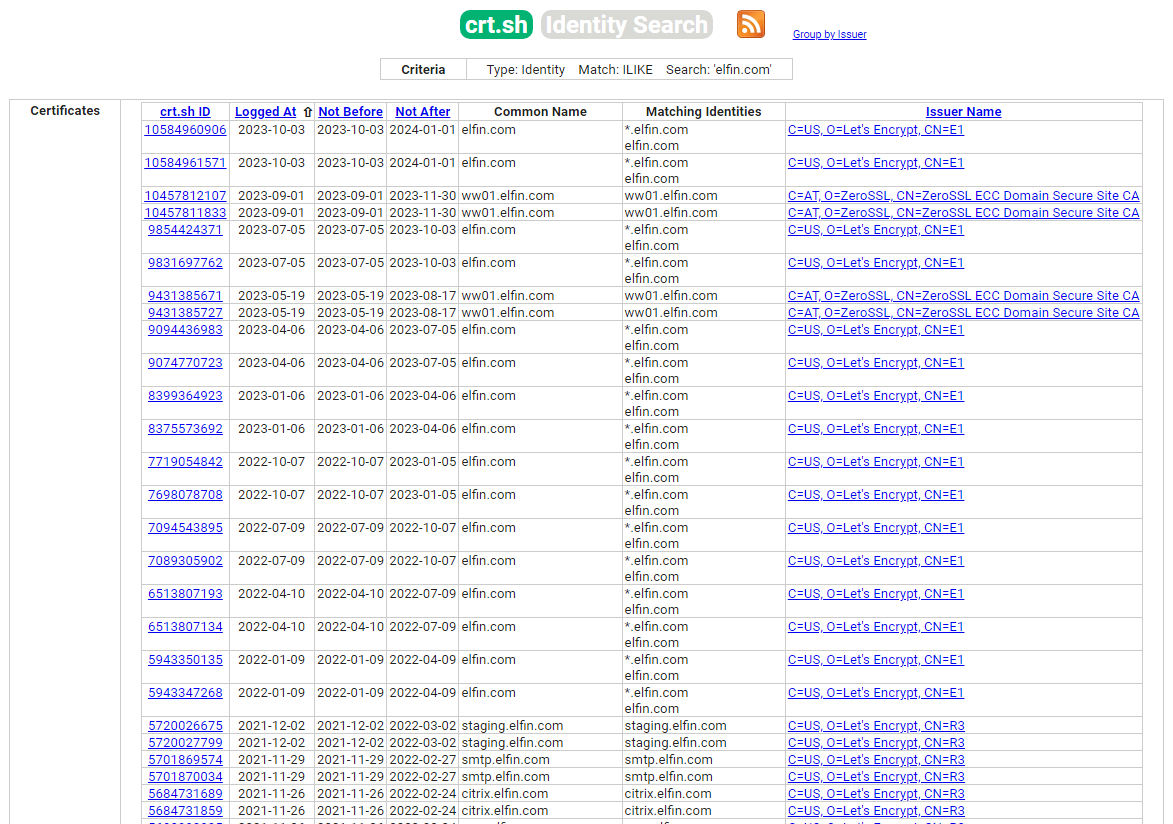 crt.sh Identity Search Group by Issuer
Criteria Type: Identity Match: ILIKE Search: 'elfin.com'
Certificates crt.sh ID Logged At ⇧ Not Before Not After Common Name Matching Identities Issuer Name
10584960906 2023-10-03 2023-10-03 2024-01-01 elfin.com *.elfin.com C=US, O=Let's Encrypt, CN=E1
elfin.com
10584961571 2023-10-03 2023-10-03 2024-01-01 elfin.com *.elfin.com C=US, O=Let's Encrypt, CN=E1
elfin.com
10457812107 2023-09-01 2023-09-01 2023-11-30 ww01.elfin.com ww01.elfin.com C=AT, O=ZeroSSL, CN=ZeroSSL ECC Domain Secure Site CA
10457811833 2023-09-01 2023-09-01 2023-11-30 ww01.elfin.com ww01.elfin.com C=AT, O=ZeroSSL, CN=ZeroSSL ECC Domain Secure Site CA
9854424371 2023-07-05 2023-07-05 2023-10-03 elfin.com *.elfin.com C=US, O=Let's Encrypt, CN=E1
elfin.com
9831697762 2023-07-05 2023-07-05 2023-10-03 elfin.com *.elfin.com C=US, O=Let's Encrypt, CN=E1
elfin.com
9431385671 2023-05-19 2023-05-19 2023-08-17 ww01.elfin.com ww01.elfin.com C=AT, O=ZeroSSL, CN=ZeroSSL ECC Domain Secure Site CA
9431385727 2023-05-19 2023-05-19 2023-08-17 ww01.elfin.com ww01.elfin.com C=AT, O=ZeroSSL, CN=ZeroSSL ECC Domain Secure Site CA
9094436983 2023-04-06 2023-04-06 2023-07-05 elfin.com *.elfin.com C=US, O=Let's Encrypt, CN=E1
elfin.com
9074770723 2023-04-06 2023-04-06 2023-07-05 elfin.com *.elfin.com C=US, O=Let's Encrypt, CN=E1
elfin.com
8399364923 2023-01-06 2023-01-06 2023-04-06 elfin.com *.elfin.com C=US, O=Let's Encrypt, CN=E1
elfin.com
8375573692 2023-01-06 2023-01-06 2023-04-06 elfin.com *.elfin.com C=US, O=Let's Encrypt, CN=E1
elfin.com
7719054842 2022-10-07 2022-10-07 2023-01-05 elfin.com *.elfin.com C=US, O=Let's Encrypt, CN=E1
elfin.com
7698078708 2022-10-07 2022-10-07 2023-01-05 elfin.com *.elfin.com C=US, O=Let's Encrypt, CN=E1
elfin.com
7094543895 2022-07-09 2022-07-09 2022-10-07 elfin.com *.elfin.com C=US, O=Let's Encrypt, CN=E1
elfin.com
7089305902 2022-07-09 2022-07-09 2022-10-07 elfin.com *.elfin.com C=US, O=Let's Encrypt, CN=E1
elfin.com
6513807193 2022-04-10 2022-04-10 2022-07-09 elfin.com *.elfin.com C=US, O=Let's Encrypt, CN=E1
elfin.com
6513807134 2022-04-10 2022-04-10 2022-07-09 elfin.com *.elfin.com C=US, O=Let's Encrypt, CN=E1
elfin.com
5943350135 2022-01-09 2022-01-09 2022-04-09 elfin.com *.elfin.com C=US, O=Let's Encrypt, CN=E1
elfin.com
5943347268 2022-01-09 2022-01-09 2022-04-09 elfin.com *.elfin.com C=US, O=Let's Encrypt, CN=E1
elfin.com
5720026675 2021-12-02 2021-12-02 2022-03-02 staging.elfin.com staging.elfin.com C=US, O=Let's Encrypt, CN=R3
5720027799 2021-12-02 2021-12-02 2022-03-02 staging.elfin.com staging.elfin.com C=US, O=Let's Encrypt, CN=R3
5701869574 2021-11-29 2021-11-29 2022-02-27 smtp.elfin.com smtp.elfin.com C=US, O=Let's Encrypt, CN=R3
5701870034 2021-11-29 2021-11-29 2022-02-27 smtp.elfin.com smtp.elfin.com C=US, O=Let's Encrypt, CN=R3
5684731689 2021-11-26 2021-11-26 2022-02-24 citrix.elfin.com citrix.elfin.com C=US, O=Let's Encrypt, CN=R3
5684731859 2021-11-26 2021-11-26 2022-02-24 citrix.elfin.com citrix.elfin.com C=US, O=Let's Encrypt, CN=R3